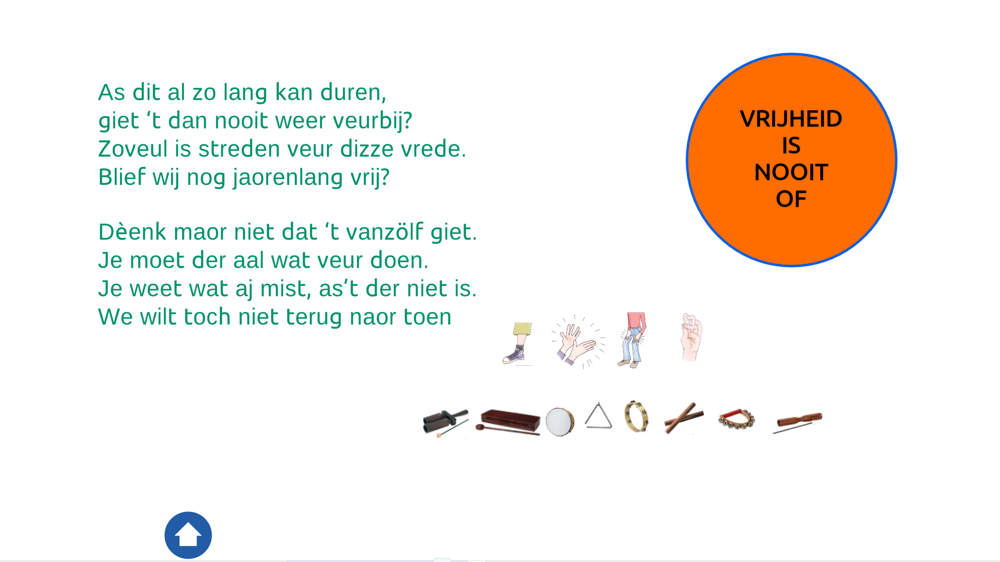 As dit al zo lang kan duren,
giet ‘t dan nooit weer veurbij?
Zoveul is streden veur dizze vrede.
Blief wij nog jaorenlang vrij?

Dèenk maor niet dat ‘t vanzölf giet.
Je moet der aal wat veur doen.
Je weet wat aj mist, as’t der niet is.
We wilt toch niet terug naor toen

VRIJHEID
IS
NOOIT
OF